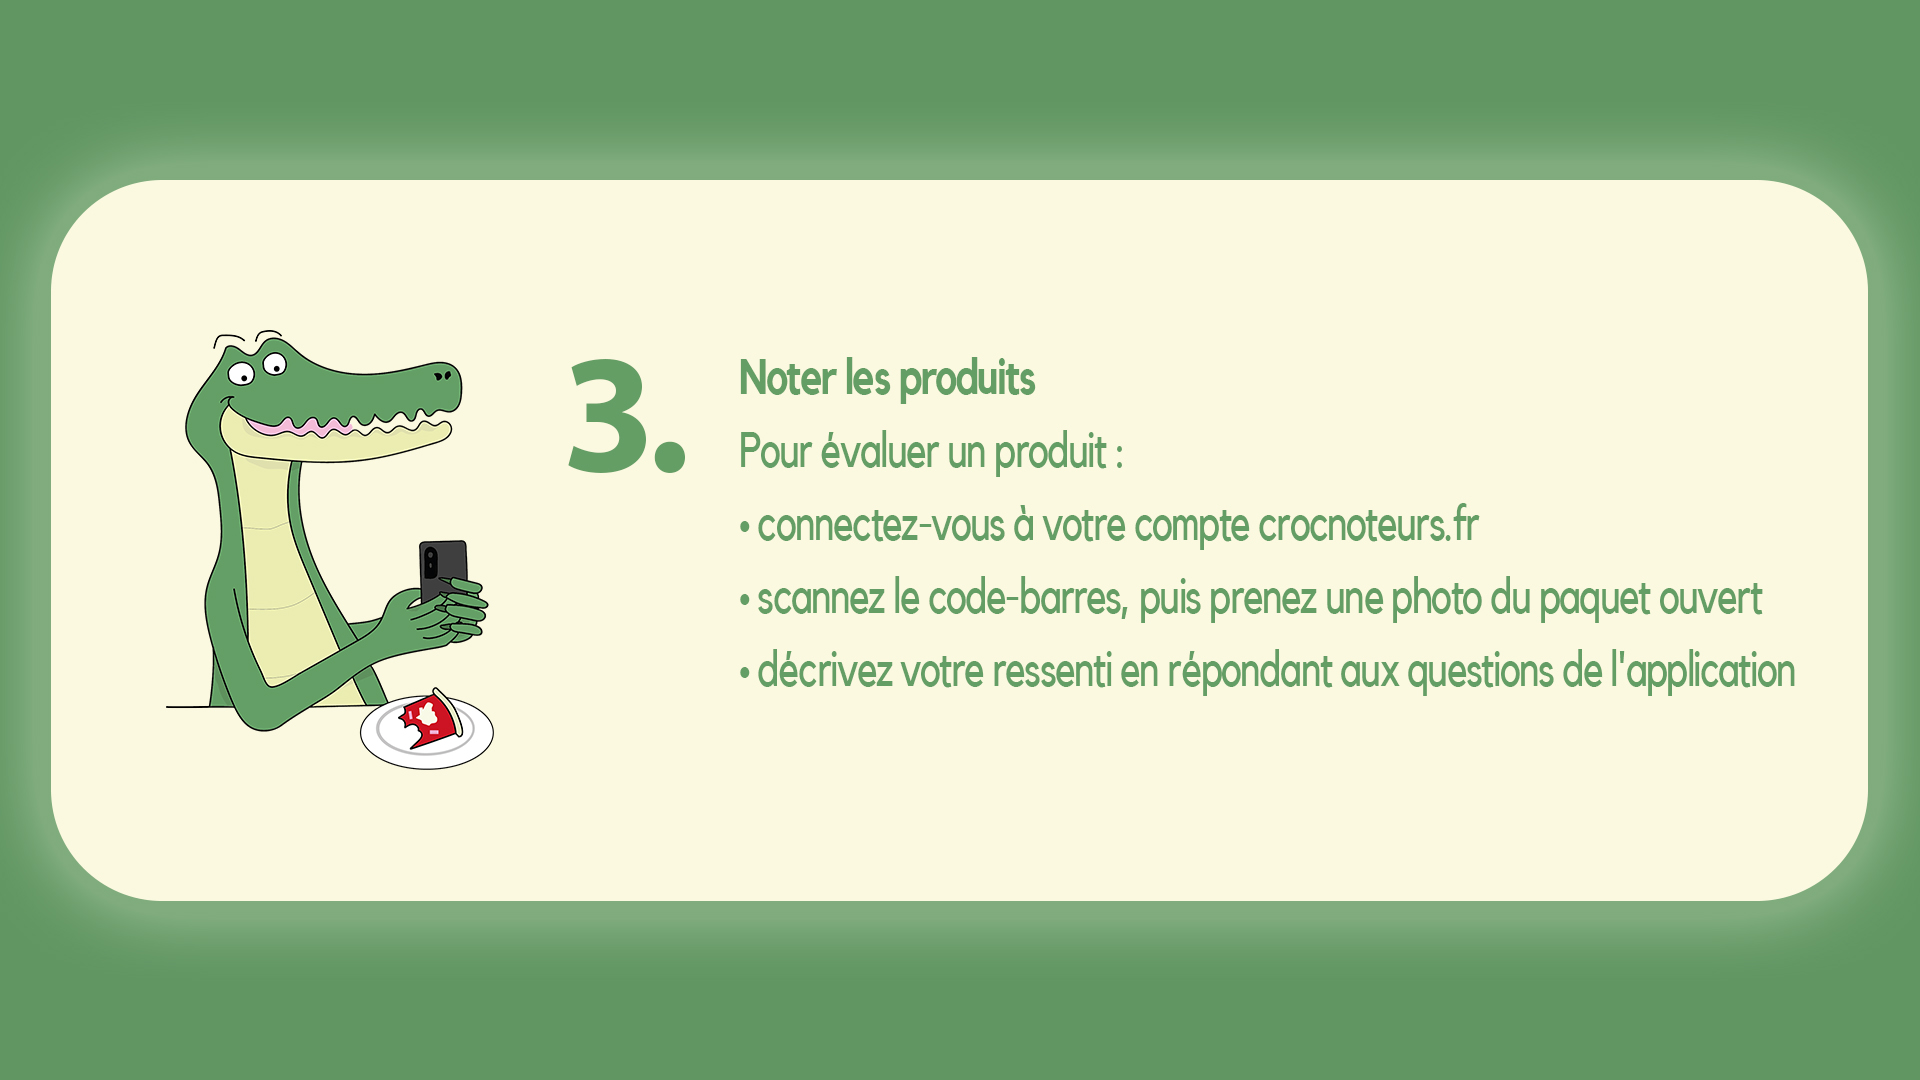 3.
Noter les produits
Pour évaluer un produit :
• connectez-vous à votre compte crocnoteurs.fr
• scannez le code-barres, puis prenez une photo du paquet ouvert
• décrivez votre ressenti en répondant aux questions de l'application